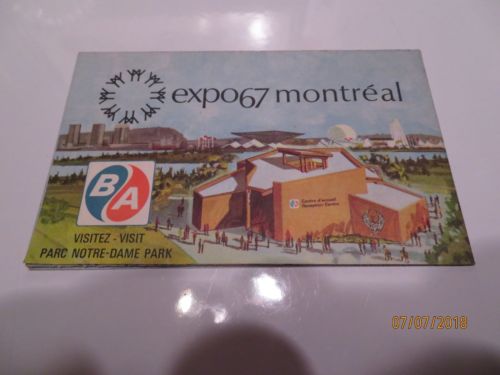 expo67 montréal
BA
Centre d'accueil
Reception Centre
VISITEZ - VISIT
PARC NOTRE-DAME PARK
07/07/2018